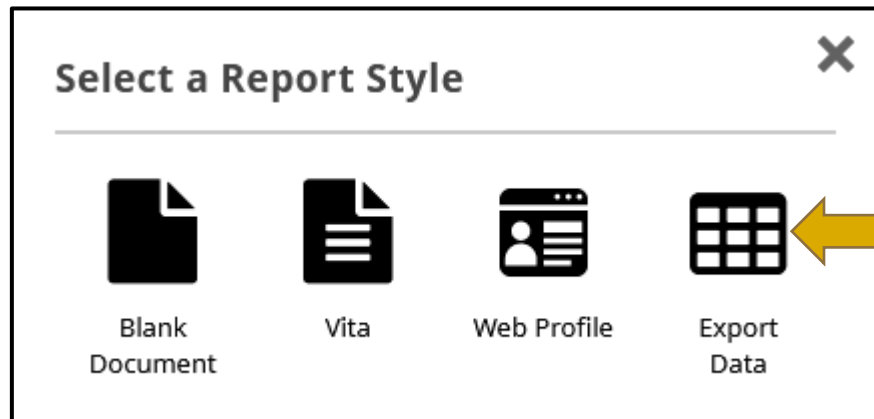 Select a Report Style
Blank
Document
Vita
Web Profile
Export
Data